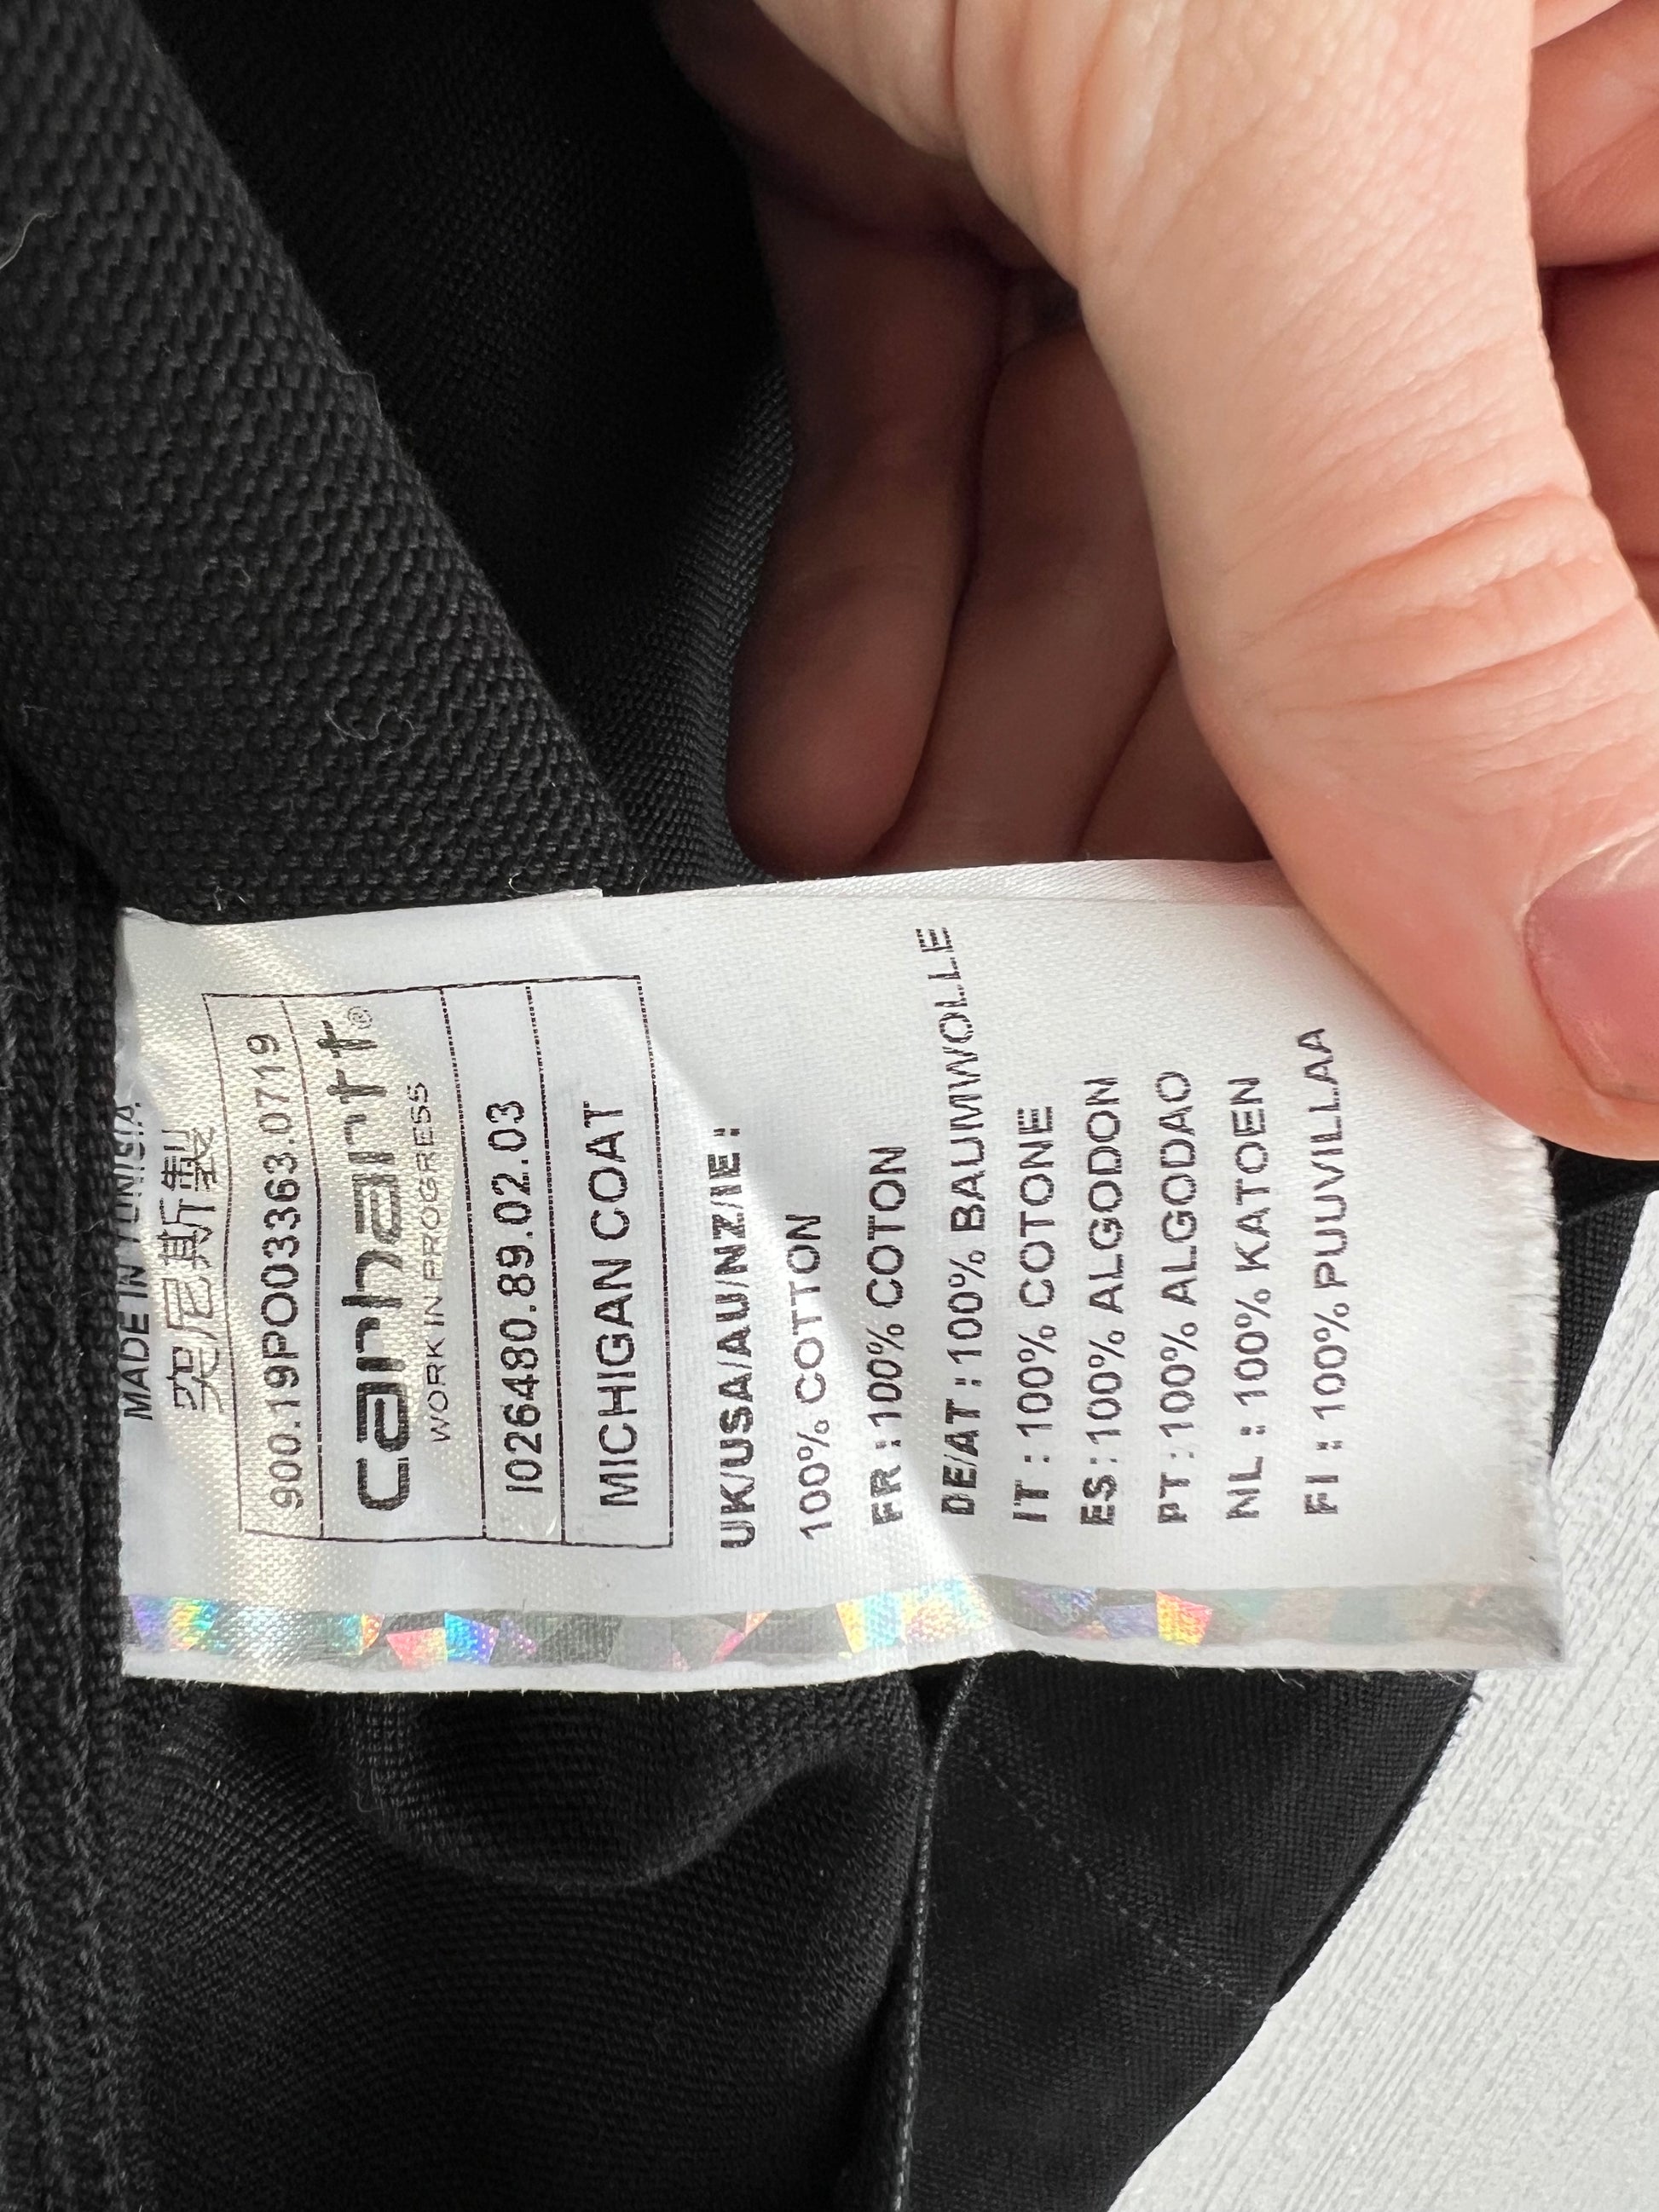 MADE IN TUNISIA
突尼斯製
900.19PO03363.0719
carhartt®
WORK IN PROGRESS
I026480.89.02.03
MICHIGAN COAT
UK/USA/AU/NZ/IE :
100% COTTON
FR : 100% COTON
DE/AT : 100% BAUMWOLLE
IT : 100% COTONE
ES : 100% ALGODON
PT : 100% ALGODAO
NL : 100% KATOEN
FI : 100% PUUVILLAA